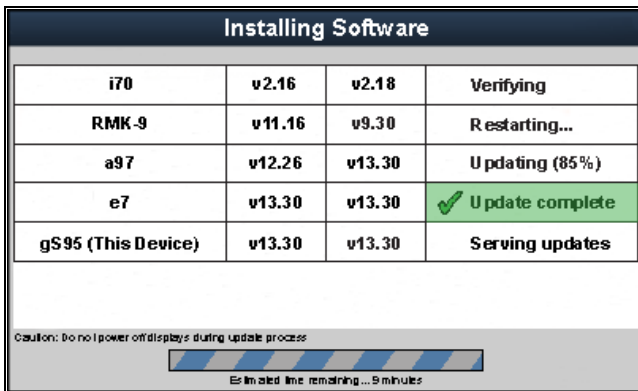 Installing Software
i70 v2.16 v2.18 Verifying
RMK-9 v11.16 v9.30 Restarting...
a97 v12.26 v13.30 Updating (85%)
e7 v13.30 v13.30 Update complete
gS95 (This Device) v13.30 v13.30 Serving updates
Caution: Do not power off displays during update process
Estimated time remaining... 9 minutes